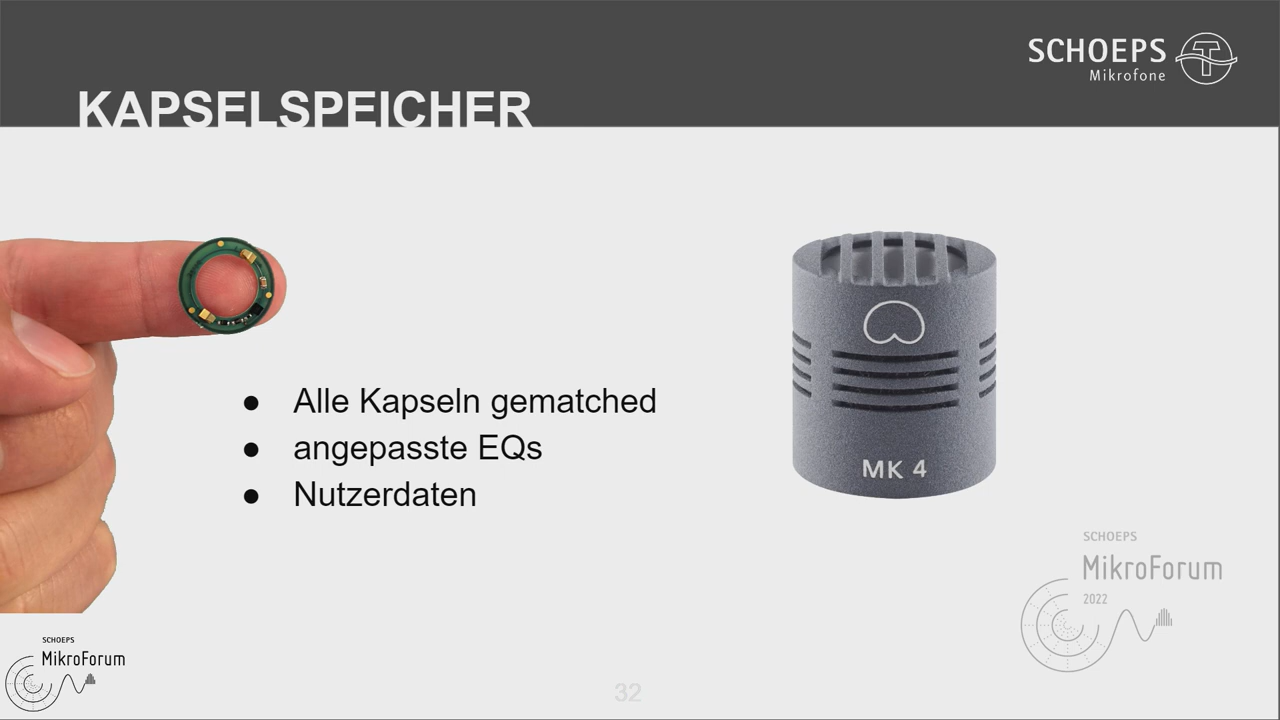 SCHOEPS
Mikrofone
KAPSELSPEICHER
● Alle Kapseln gematched
● angepasste EQs
● Nutzerdaten
MK 4
SCHOEPS
MikroForum
2022
SCHOEPS
MikroForum
32